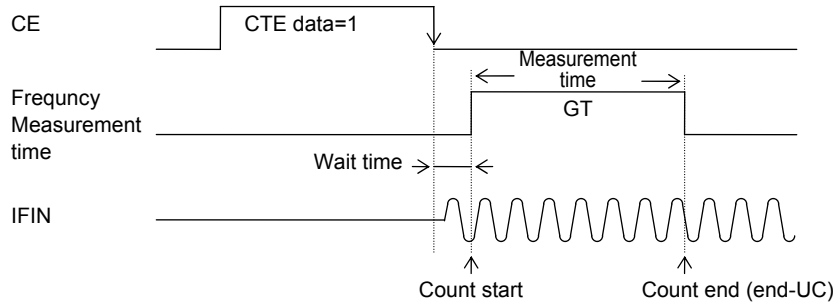 CE
CTE data=1
Measurement
time
Frequncy
Measurement
time
GT
Wait time
IFIN
Count start
Count end (end-UC)